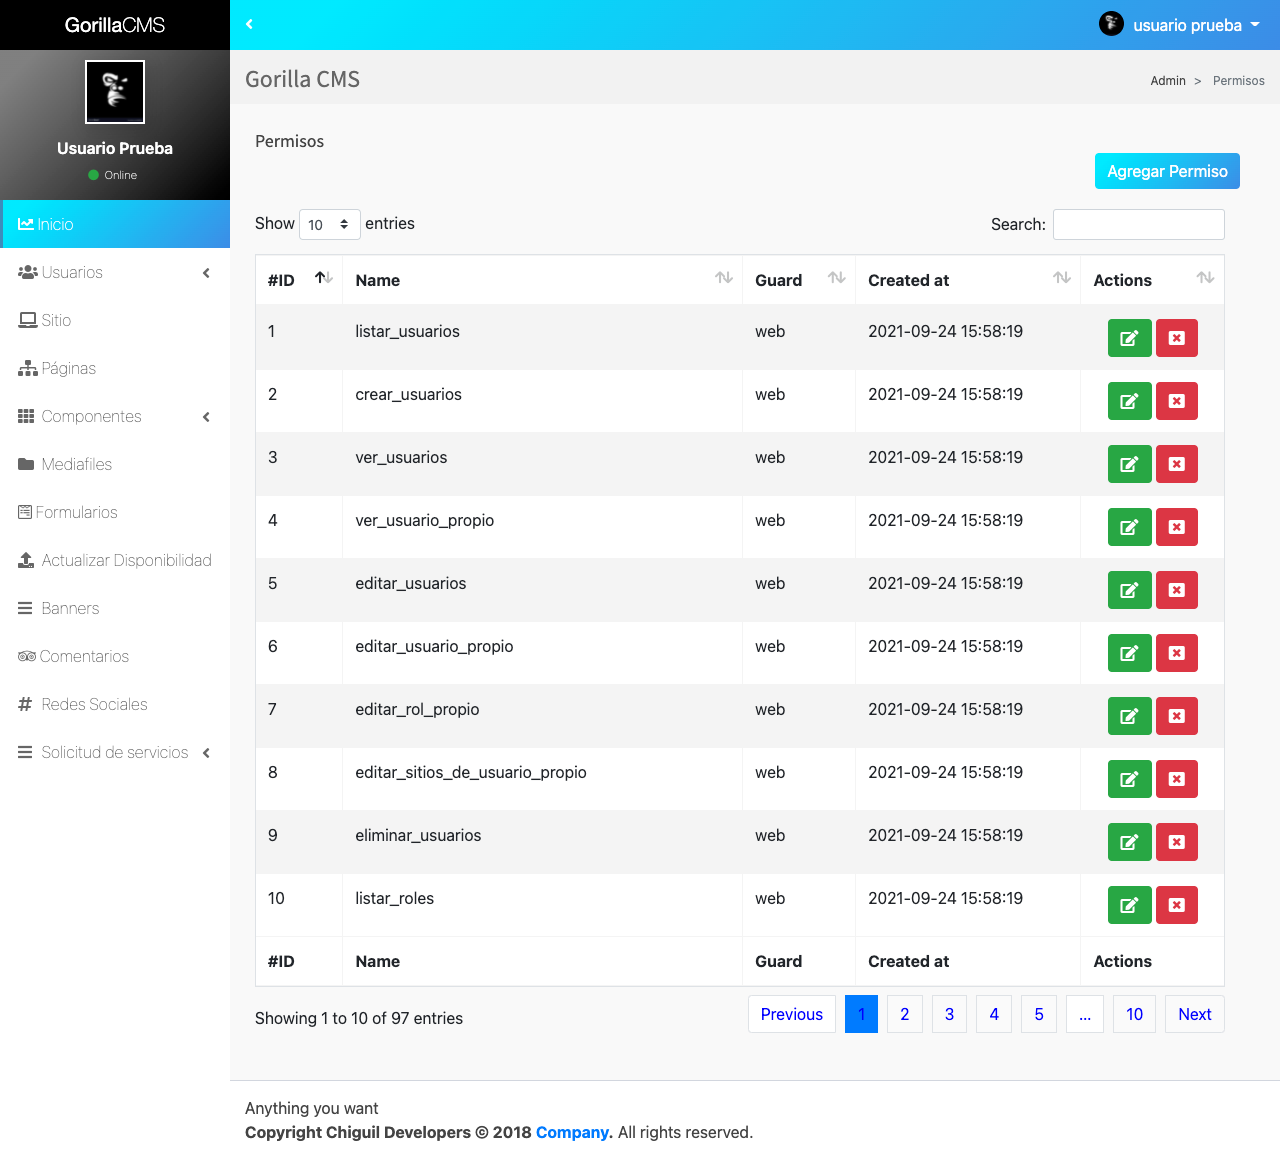 GorillaCMS
usuario prueba
Usuario Prueba
Online
Inicio
Usuarios
Sitio
Páginas
Componentes
Mediafiles
Formularios
Actualizar Disponibilidad
Banners
Comentarios
Redes Sociales
Solicitud de servicios
Gorilla CMS
Admin > Permisos
Permisos
Agregar Permiso
Show 10 entries
Search:
#ID Name Guard Created at Actions
1 listar_usuarios web 2021-09-24 15:58:19
2 crear_usuarios web 2021-09-24 15:58:19
3 ver_usuarios web 2021-09-24 15:58:19
4 ver_usuario_propio web 2021-09-24 15:58:19
5 editar_usuarios web 2021-09-24 15:58:19
6 editar_usuario_propio web 2021-09-24 15:58:19
7 editar_rol_propio web 2021-09-24 15:58:19
8 editar_sitios_de_usuario_propio web 2021-09-24 15:58:19
9 eliminar_usuarios web 2021-09-24 15:58:19
10 listar_roles web 2021-09-24 15:58:19
#ID Name Guard Created at Actions
Showing 1 to 10 of 97 entries
Previous 1 2 3 4 5 ... 10 Next
Anything you want
Copyright Chiguil Developers © 2018 Company. All rights reserved.